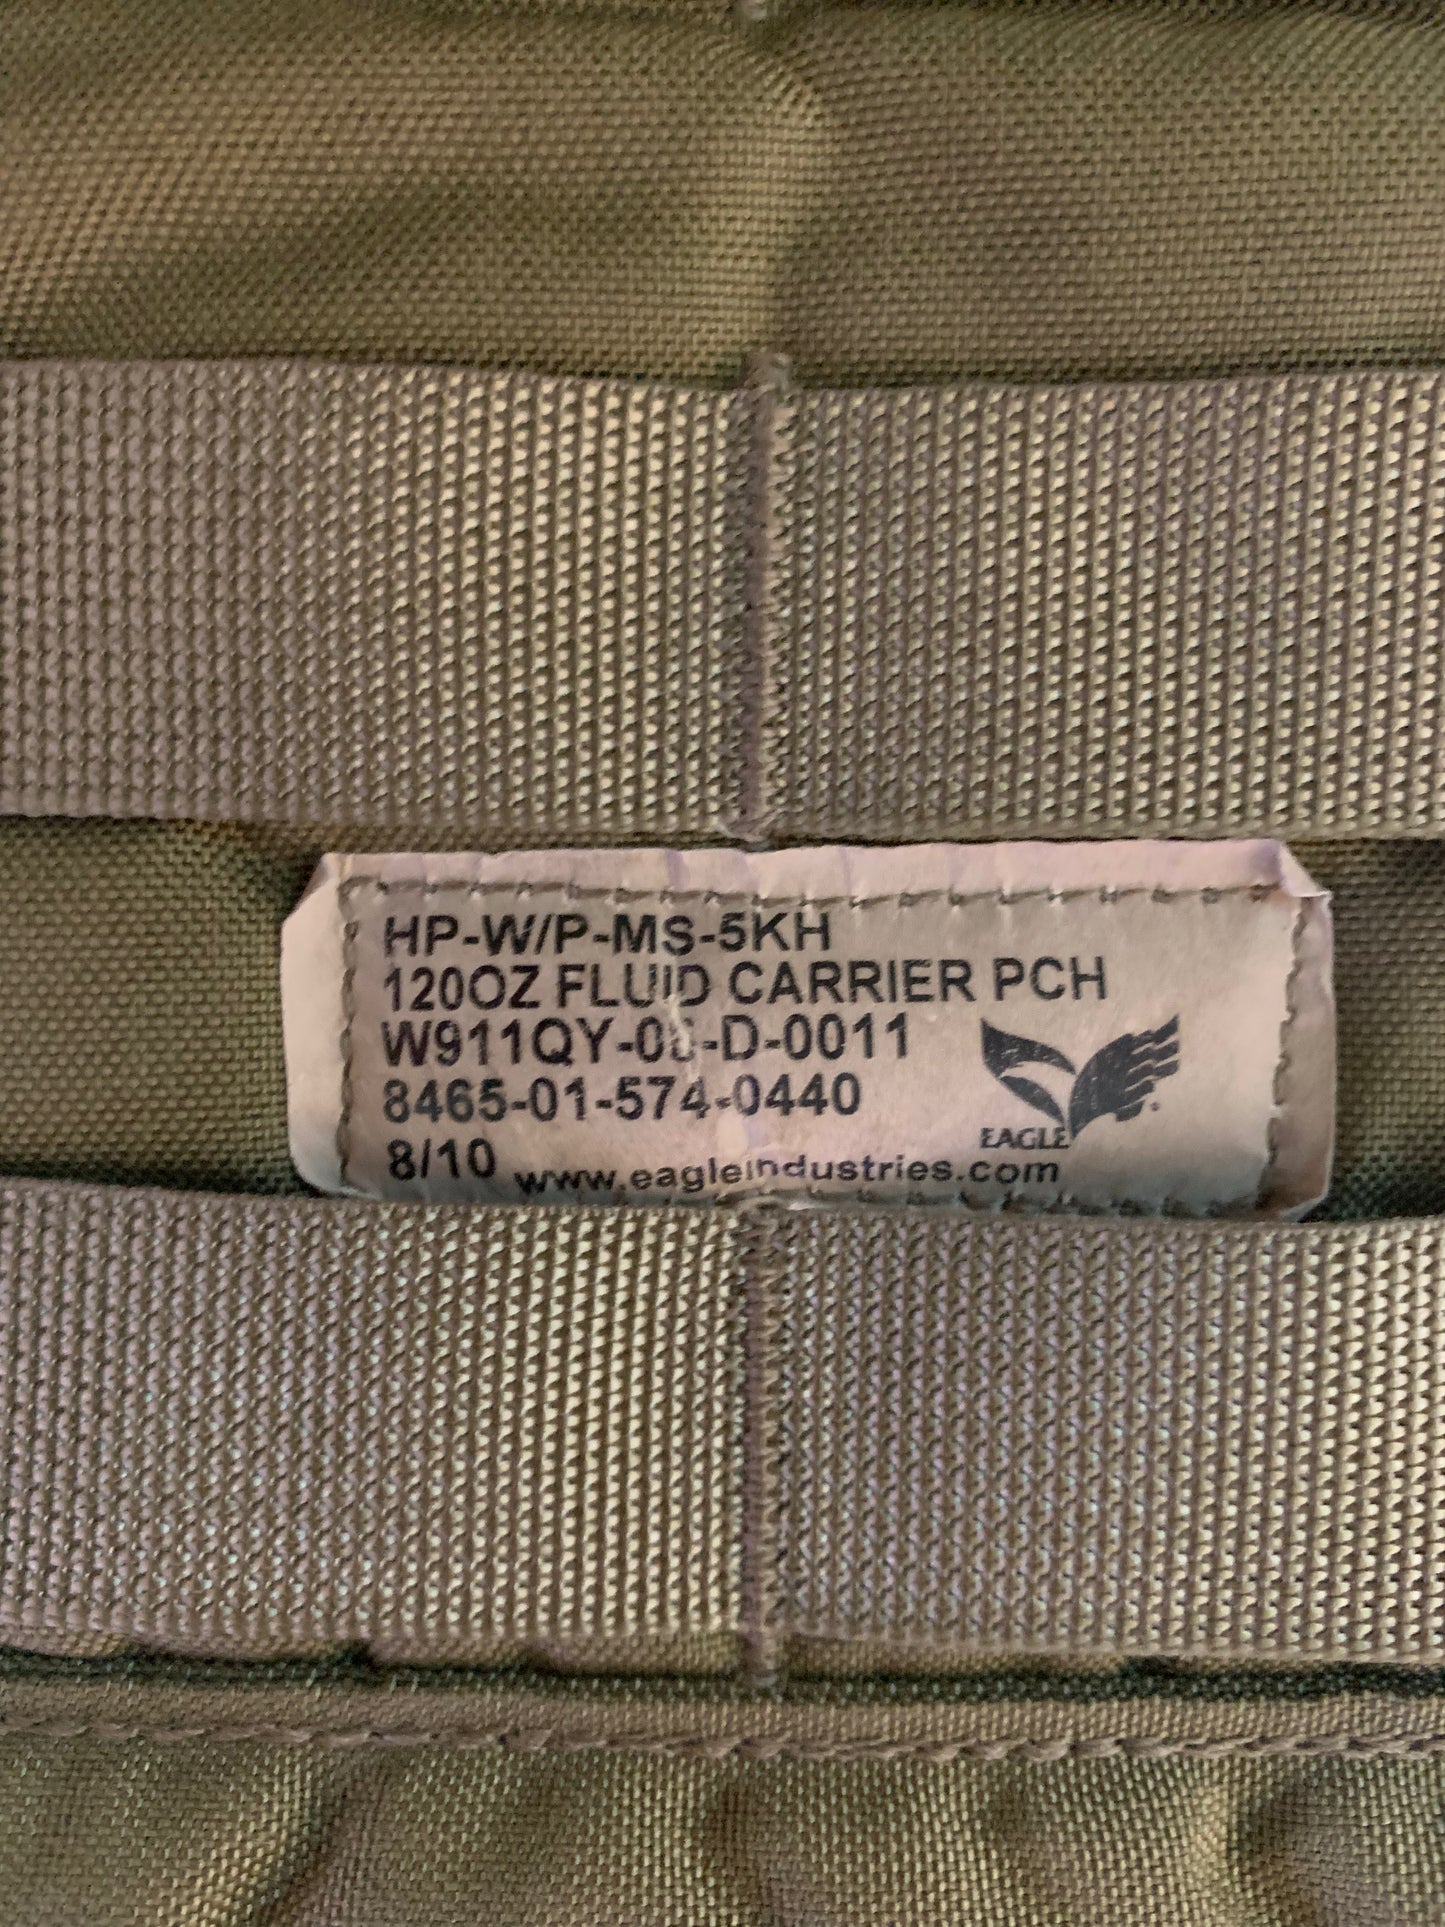 HP-W/P-MS-5KH
120OZ FLUID CARRIER PCH
8465-01-574-0440
EAGLE
8/10 www.eagleindustries.com